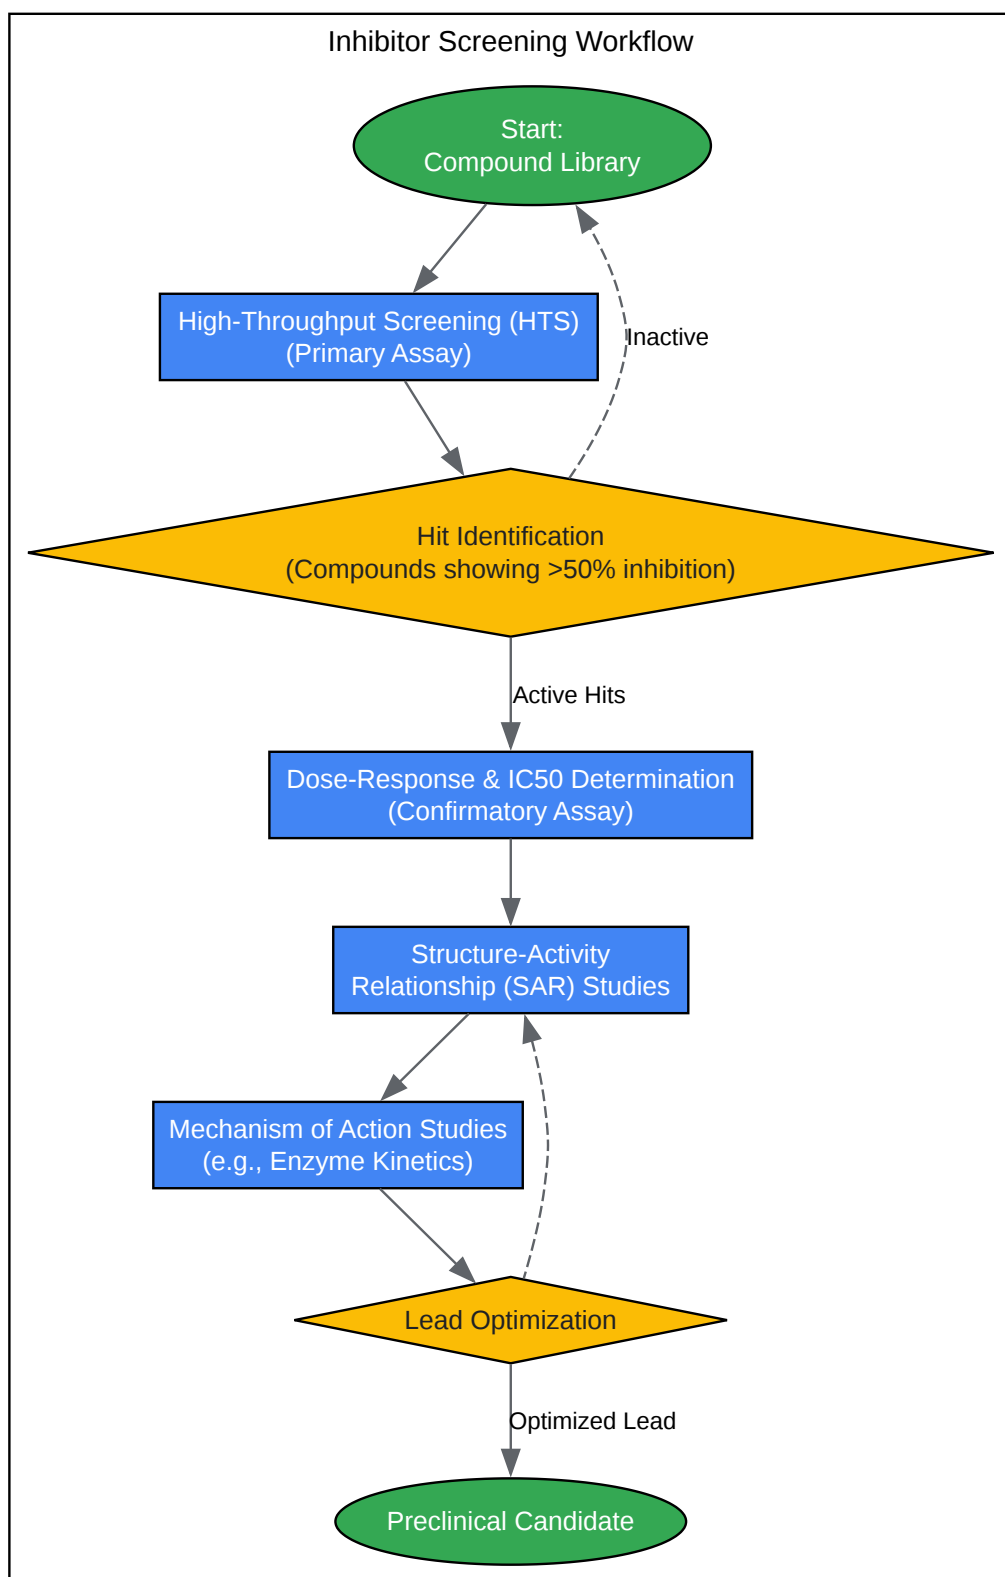 Inhibitor Screening Workflow
Start:
Compound Library
High-Throughput Screening (HTS)
(Primary Assay)
Inactive
Hit Identification
(Compounds showing >50% inhibition)
Active Hits
Dose-Response & IC50 Determination
(Confirmatory Assay)
Structure-Activity
Relationship (SAR) Studies
Mechanism of Action Studies
(e.g., Enzyme Kinetics)
Lead Optimization
Optimized Lead
Preclinical Candidate